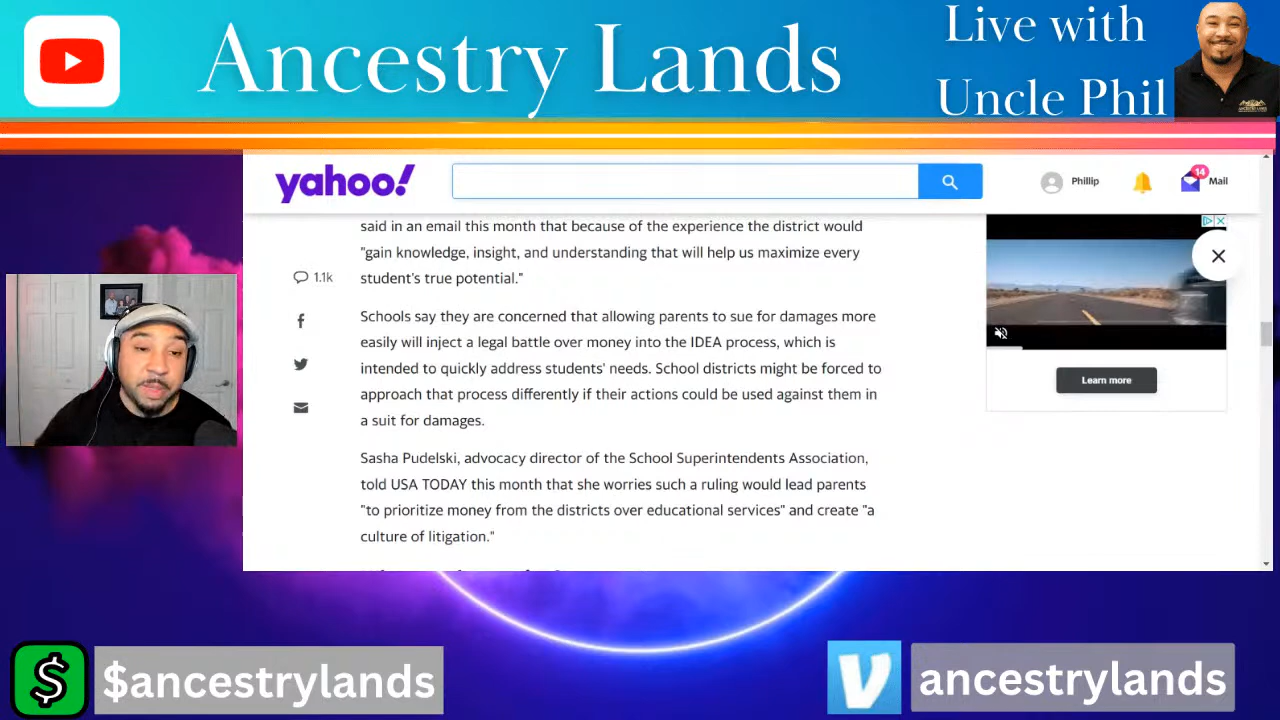 Ancestry Lands
Live with
Uncle Phil
yahoo!
Phillip
14
Mail
said in an email this month that because of the experience the district would
"gain knowledge, insight, and understanding that will help us maximize every
student's true potential."
1.1k
Schools say they are concerned that allowing parents to sue for damages more
easily will inject a legal battle over money into the IDEA process, which is
intended to quickly address students' needs. School districts might be forced to
approach that process differently if their actions could be used against them in
a suit for damages.
Learn more
Sasha Pudelski, advocacy director of the School Superintendents Association,
told USA TODAY this month that she worries such a ruling would lead parents
"to prioritize money from the districts over educational services" and create "a
culture of litigation."
$ancestrylands
ancestrylands